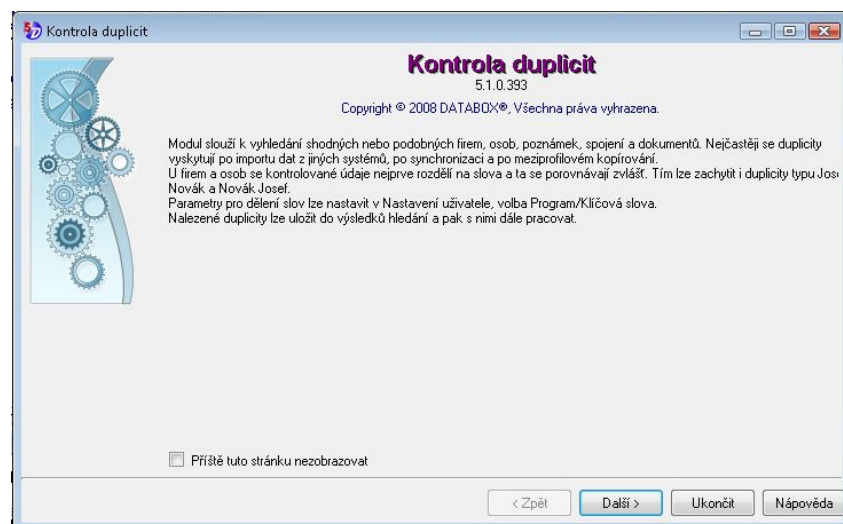 Kontrola duplicit
Kontrola duplicit
5.1.0.393
Copyright © 2008 DATABOX®, Všechna práva vyhrazena.
Modul slouží k vyhledání shodných nebo podobných firem, osob, poznámek, spojení a dokumentů. Nejčastěji se duplicity
vyskytují po importu dat z jiných systémů, po synchronizaci a po meziprofilovém kopírování.
U firem a osob se kontrolované údaje nejprve rozdělí na slova a ta se porovnávají zvlášť. Tím lze zachytit i duplicity typu
Novák a Novák Josef.
Parametry pro dělení slov lze nastavit v Nastavení uživatele, volba Program/Klíčová slova.
Nalezené duplicity lze uložit do výsledků hledání a pak s nimi dále pracovat.
Příště tuto stránku nezobrazovat
< Zpět Další > Ukončit Nápověda